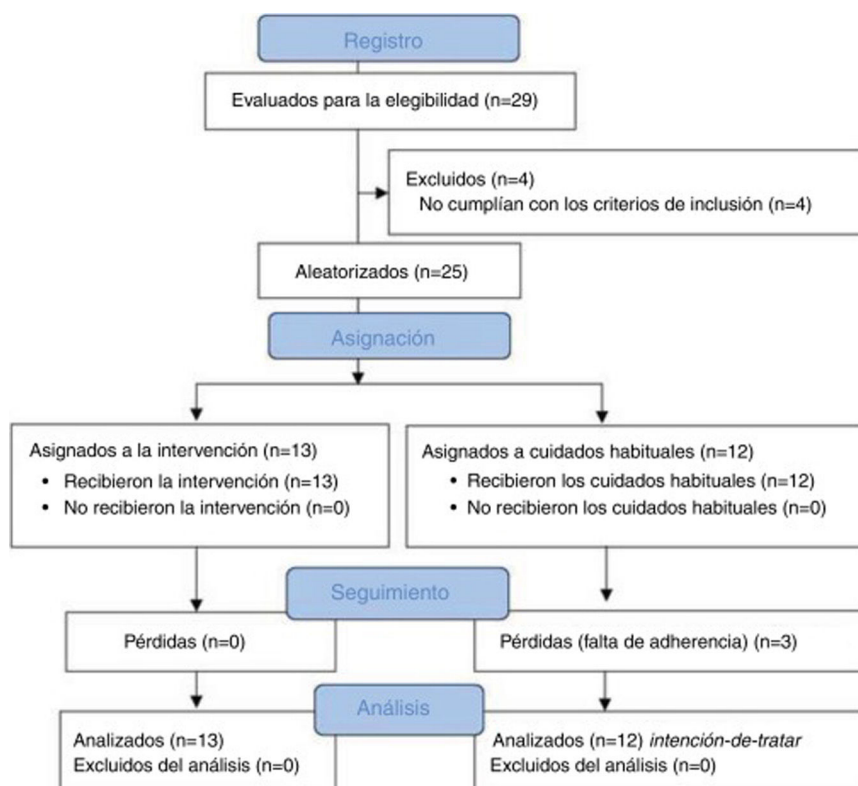 Registro
Evaluados para la elegibilidad (n=29)
Excluidos (n=4)
No cumplían con los criterios de inclusión (n=4)
Aleatorizados (n=25)
Asignación
Asignados a la intervención (n=13)
• Recibieron la intervención (n=13)
• No recibieron la intervención (n=0)
Asignados a cuidados habituales (n=12)
• Recibieron los cuidados habituales (n=12)
• No recibieron los cuidados habituales (n=0)
Seguimiento
Pérdidas (n=0)
Pérdidas (falta de adherencia) (n=3)
Análisis
Analizados (n=13)
Excluidos del análisis (n=0)
Analizados (n=12) intención-de-tratar
Excluidos del análisis (n=0)